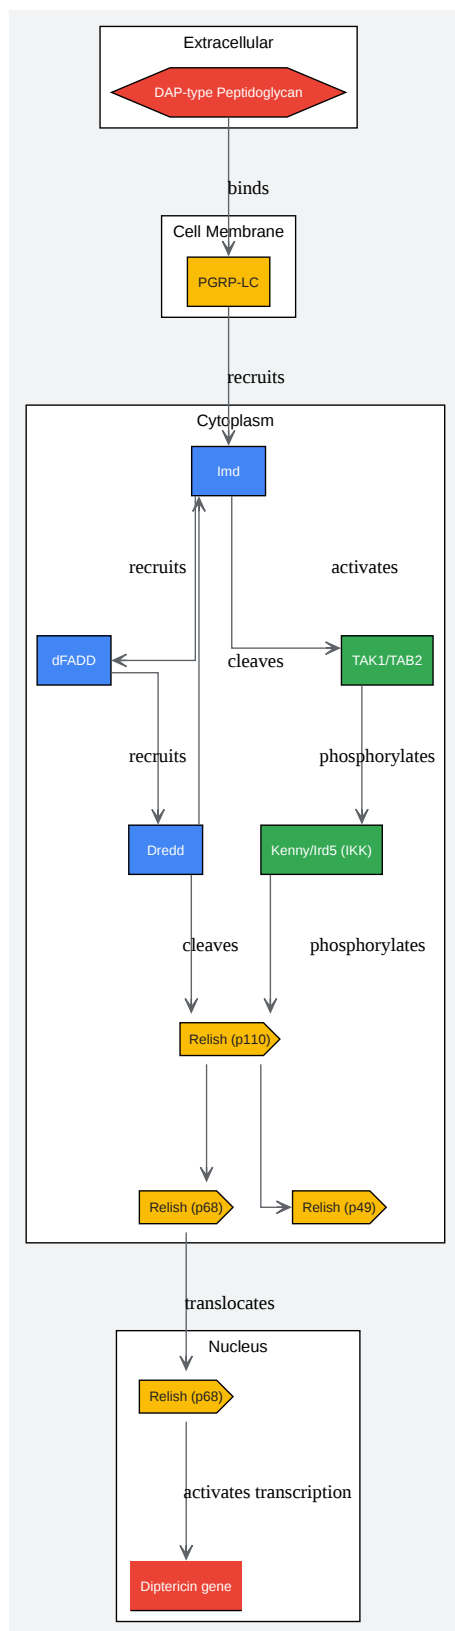 Extracellular
DAP-type Peptidoglycan
binds
Cell Membrane
PGRP-LC
recruits
Cytoplasm
Imd
recruits
activates
dFADD
cleaves
TAK1/TAB2
recruits
phosphorylates
Dredd
Kenny/Ird5 (IKK)
cleaves
phosphorylates
Relish (p110)
Relish (p68)
Relish (p49)
translocates
Nucleus
Relish (p68)
activates transcription
Diptericin gene